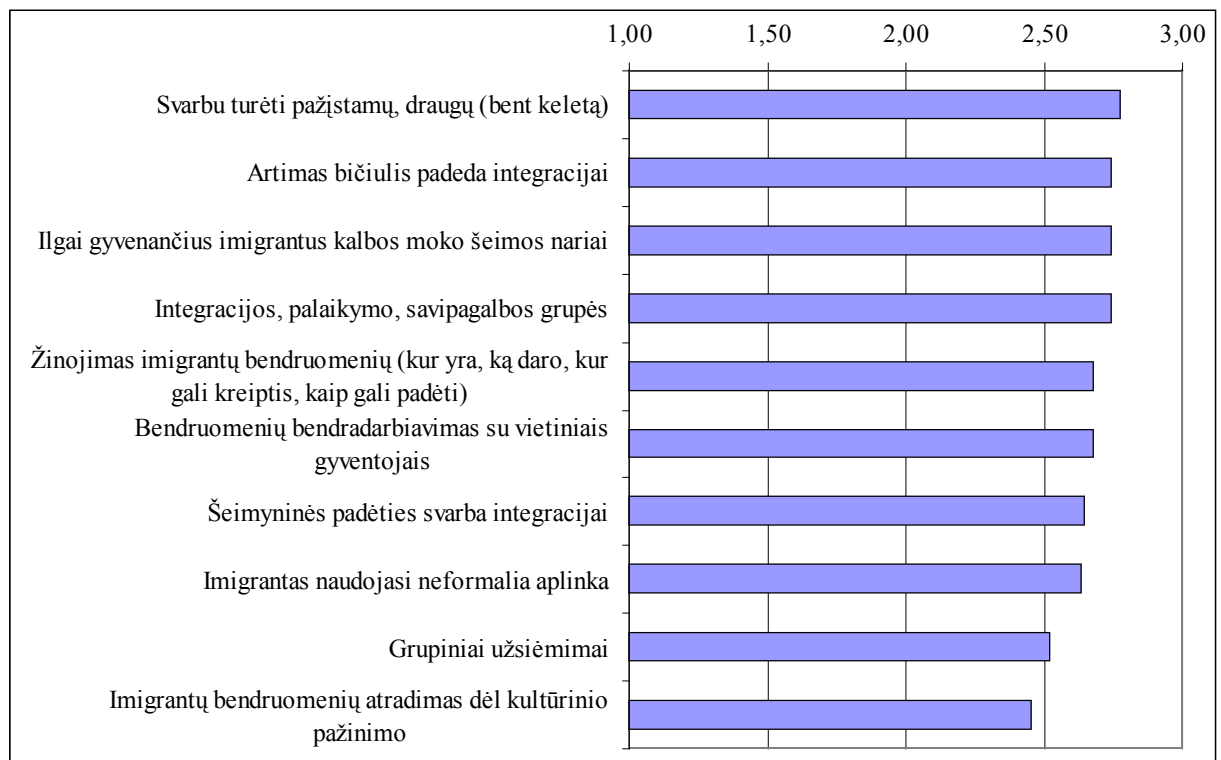 1,00 1,50 2,00 2,50 3,00
Svarbu turėti pažįstamų, draugų (bent keletą)
Artimas bičiulis padeda integracijai
Ilgai gyvenančius imigrantus kalbos moko šeimos nariai
Integracijos, palaikymo, savipagalbos grupės
Žinojimas imigrantų bendruomenių (kur yra, ką daro, kur
gali kreiptis, kaip gali padėti)
Bendruomenių bendradarbiavimas su vietiniais
gyventojais
Šeimyninės padėties svarba integracijai
Imigrantas naudojasi neformalia aplinka
Grupiniai užsiėmimai
Imigrantų bendruomenių atradimas dėl kultūrinio
pažinimo